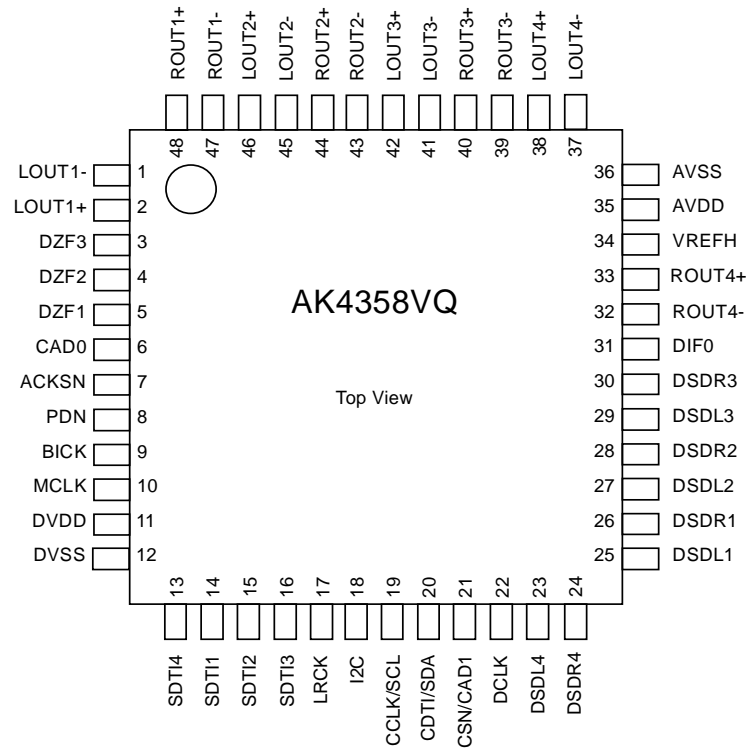 ROUT1+
ROUT1-
LOUT2+
LOUT2-
ROUT2+
ROUT2-
LOUT3+
LOUT3-
ROUT3+
ROUT3-
LOUT4+
LOUT4-
48
47
46
45
44
43
42
41
40
39
38
37
LOUT1- 1
LOUT1+ 2
DZF3 3
DZF2 4
DZF1 5
CAD0 6
ACKSN 7
PDN 8
BICK 9
MCLK 10
DVDD 11
DVSS 12
AK4358VQ
Top View
36 AVSS
35 AVDD
34 VREFH
33 ROUT4+
32 ROUT4-
31 DIF0
30 DSDR3
29 DSDL3
28 DSDR2
27 DSDL2
26 DSDR1
25 DSDL1
13
14
15
16
17
18
19
20
21
22
23
24
SDTI4
SDTI1
SDTI2
SDTI3
LRCK
I2C
CCLK/SCL
CDTI/SDA
CSN/CAD1
DCLK
DSDL4
DSDR4